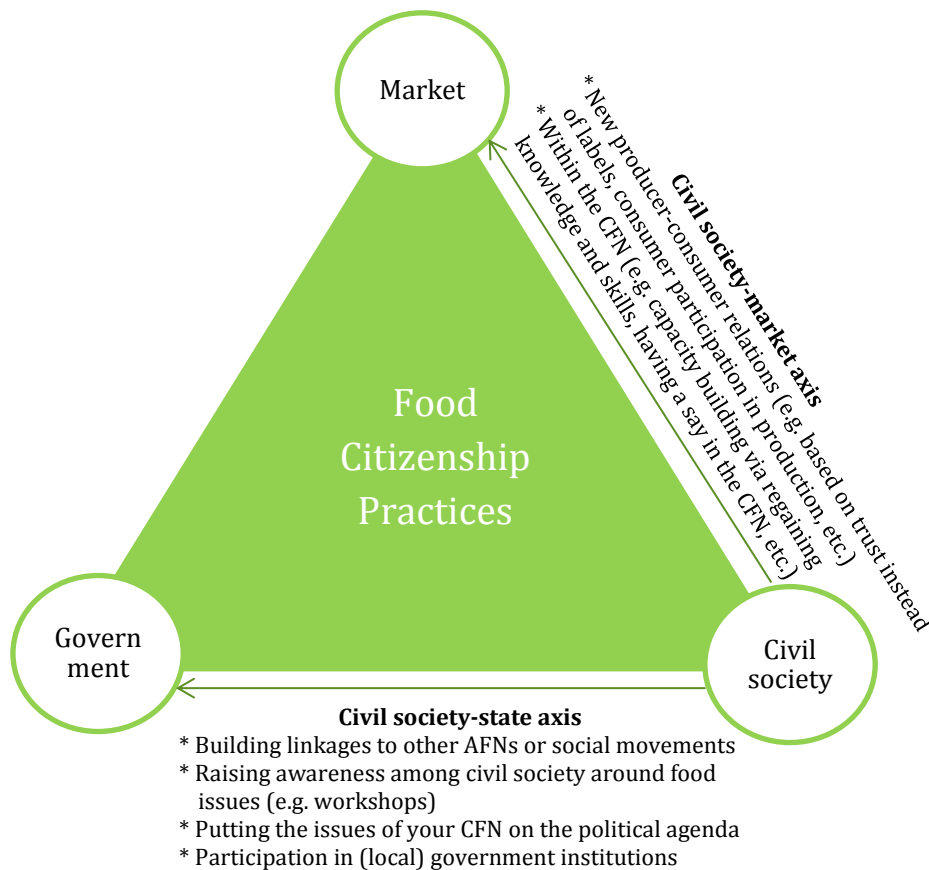 Market
Civil society-market axis
* New producer-consumer relations (e.g. based on trust instead
of labels, consumer participation in production, etc.)
* Within the CFN (e.g. capacity building via regaining
knowledge and skills, having a say in the CFN, etc.)
Food
Citizenship
Practices
Govern
ment
Civil
society
Civil society-state axis
* Building linkages to other AFNs or social movements
* Raising awareness among civil society around food
issues (e.g. workshops)
* Putting the issues of your CFN on the political agenda
* Participation in (local) government institutions